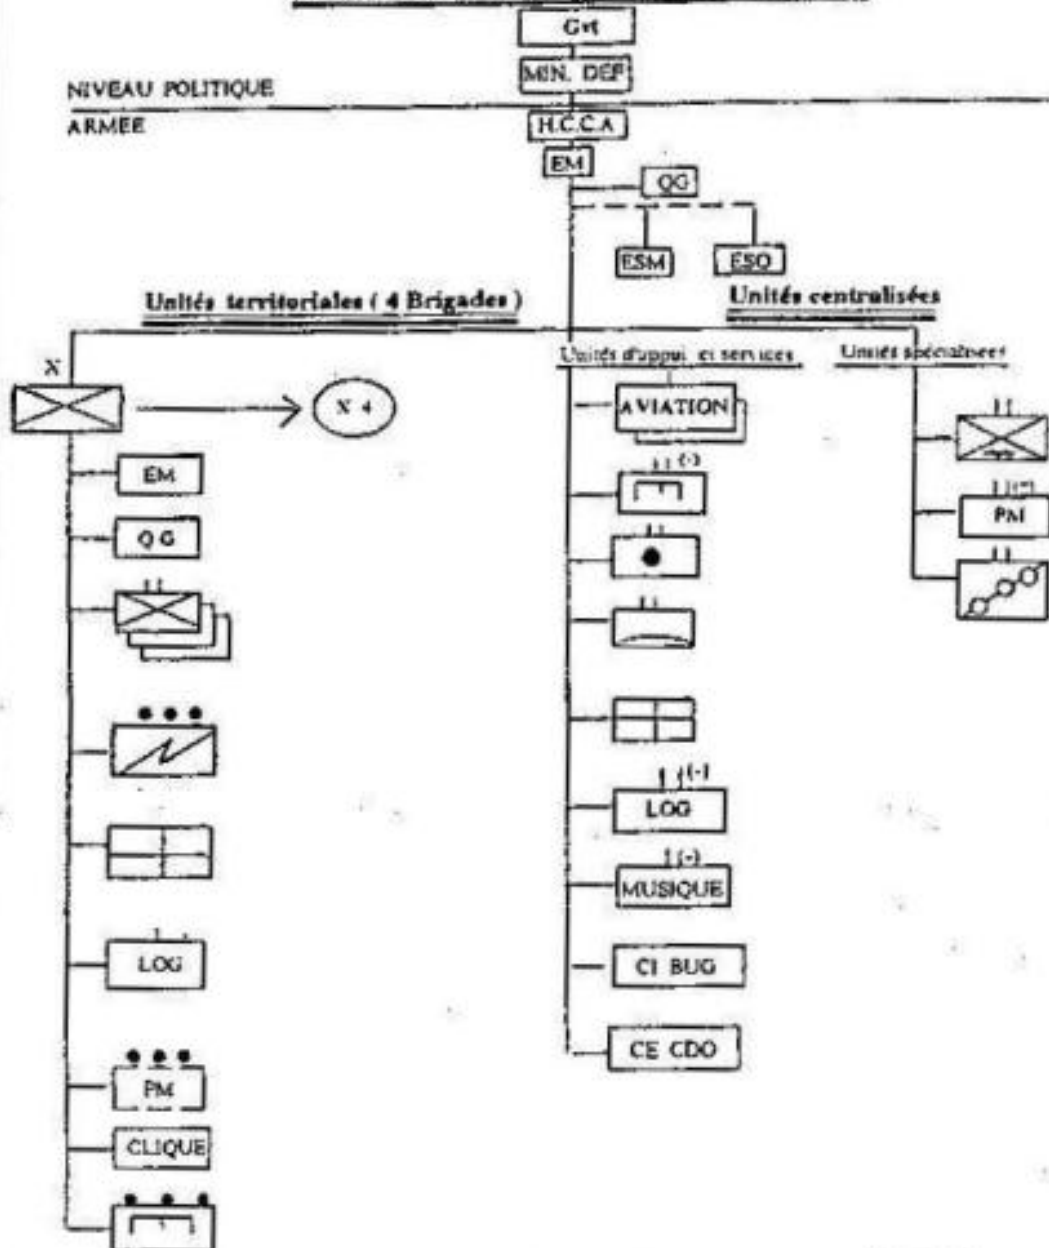 Gvt
MIN. DEF
NIVEAU POLITIQUE
ARMEE
H.C.C.A
EM
QG
ESM
ESO
Unités territoriales ( 4 Brigades )
Unités centralisées
X
Unités d'appui et services
Unités spécialisées
X 4
AVIATION
EM
(-)
PM
QG
LOG
(-)
(-)
MUSIQUE
LOG
CI BUG
CE CDO
PM
CLIQUE